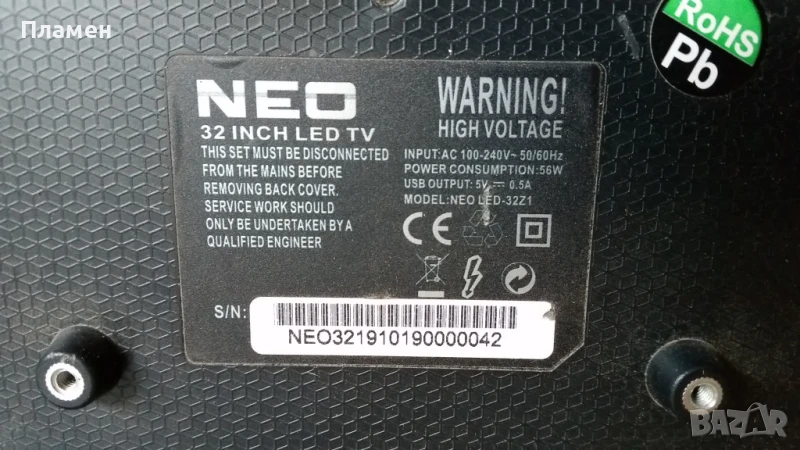 Пламен
RoHS
Pb
NEO
32 INCH LED TV
THIS SET MUST BE DISCONNECTED
FROM THE MAINS BEFORE
REMOVING BACK COVER.
SERVICE WORK SHOULD
ONLY BE UNDERTAKEN BY A
QUALIFIED ENGINEER
WARNING!
HIGH VOLTAGE
INPUT:AC 100-240V~ 50/60Hz
POWER CONSUMPTION:56W
USB OUTPUT: 5V⎓ 0.5A
MODEL:NEO LED-32Z1
CE
S/N:
NEO321910190000042
BAZAR